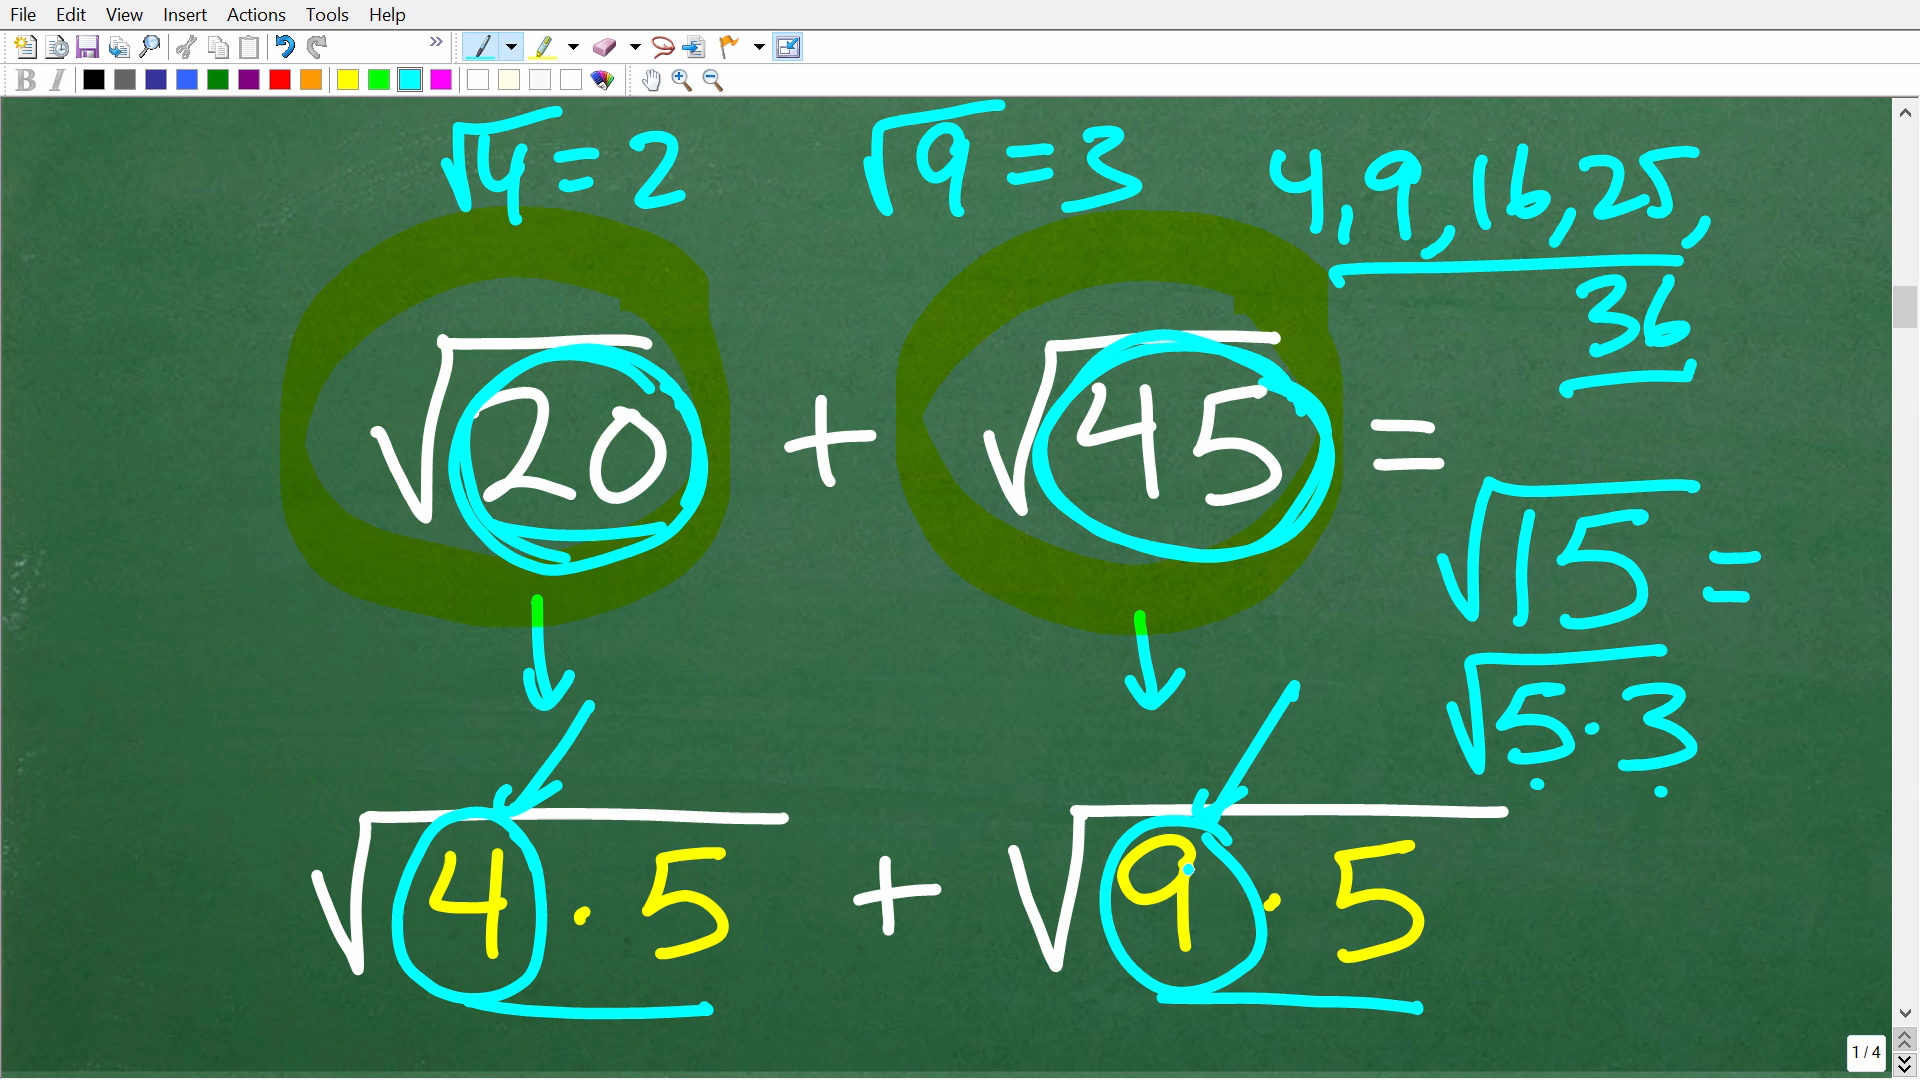 File Edit View Insert Actions Tools Help
B I
√4 = 2
√9 = 3
4, 9, 16, 25,
36
√20 + √45 =
√15 =
√5·3
√4·5 + √9·5
1 / 4